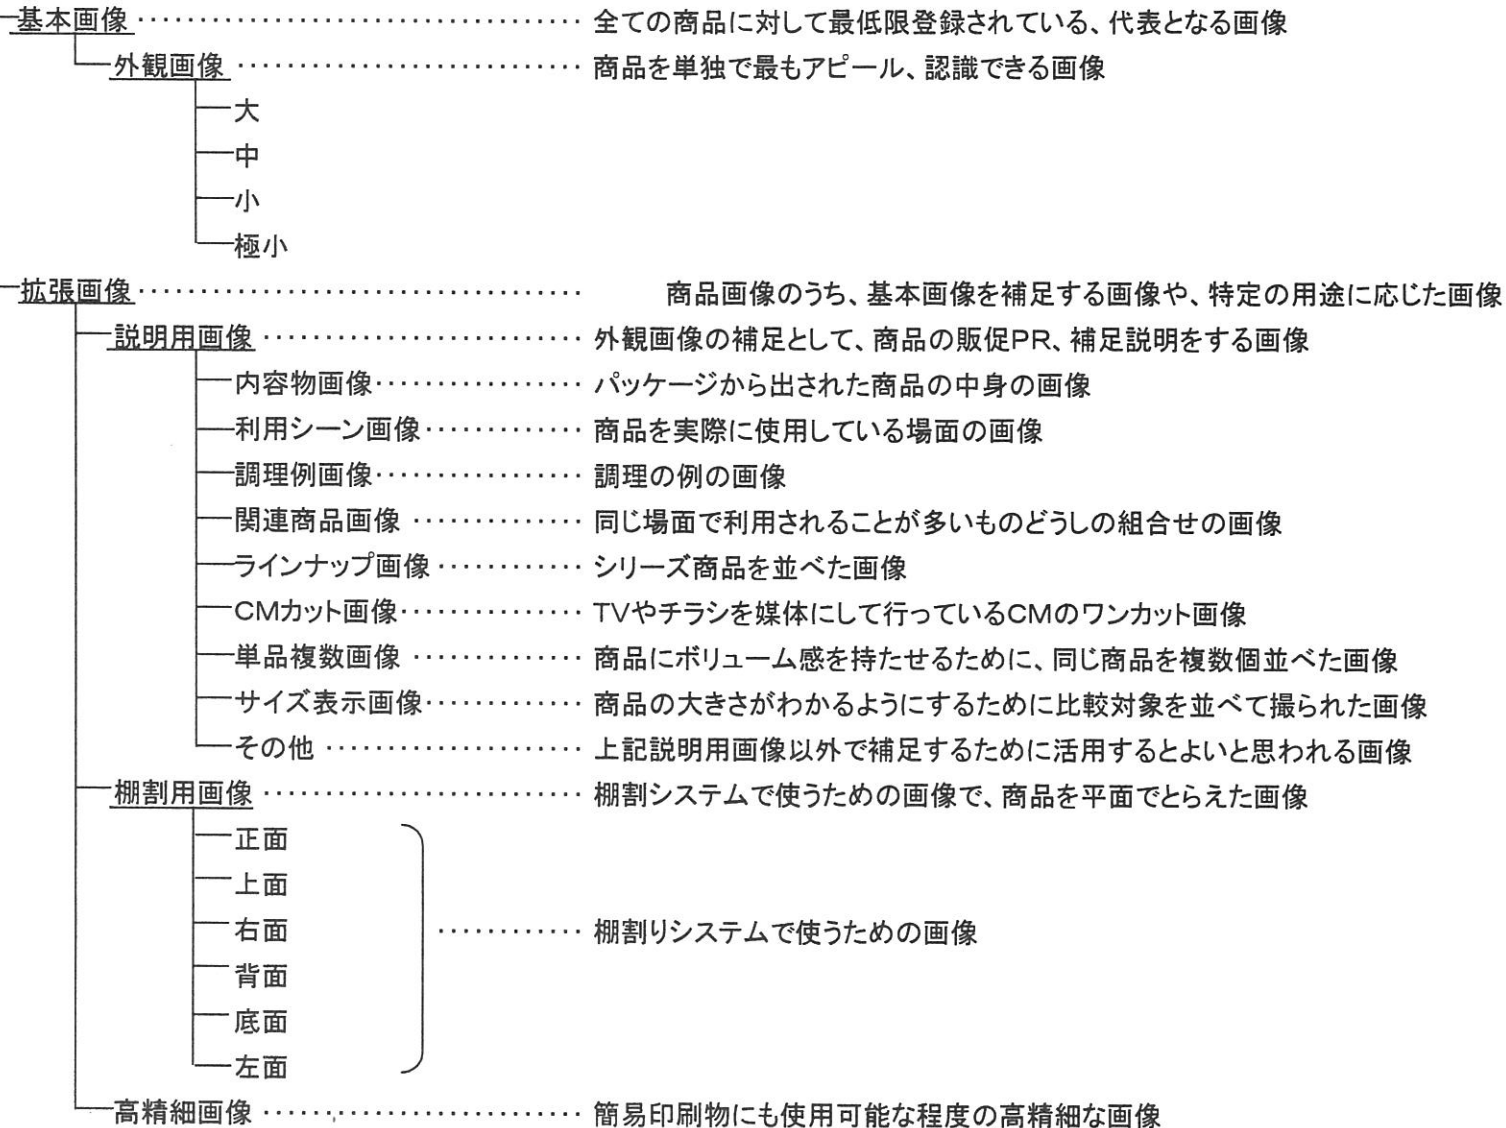 基本画像 ································ 全ての商品に対して最低限登録されている、代表となる画像
外観画像 ···························· 商品を単独で最もアピール、認識できる画像
大
中
小
極小
拡張画像 ···································· 商品画像のうち、基本画像を補足する画像や、特定の用途に応じた画像
説明用画像 ·························· 外観画像の補足として、商品の販促PR、補足説明をする画像
内容物画像 ················· パッケージから出された商品の中身の画像
利用シーン画像 ············· 商品を実際に使用している場面の画像
調理例画像 ················· 調理の例の画像
関連商品画像 ·············· 同じ場面で利用されることが多いものどうしの組合せの画像
ラインナップ画像 ············ シリーズ商品を並べた画像
CMカット画像 ··············· TVやチラシを媒体にして行っているCMのワンカット画像
単品複数画像 ·············· 商品にボリューム感を持たせるために、同じ商品を複数個並べた画像
サイズ表示画像 ············· 商品の大きさがわかるようにするために比較対象を並べて撮られた画像
その他 ····················· 上記説明用画像以外で補足するために活用するとよいと思われる画像
棚割用画像 ·························· 棚割システムで使うための画像で、商品を平面でとらえた画像
正面
上面
右面 ············ 棚割りシステムで使うための画像
背面
底面
左面
高精細画像 ·························· 簡易印刷物にも使用可能な程度の高精細な画像